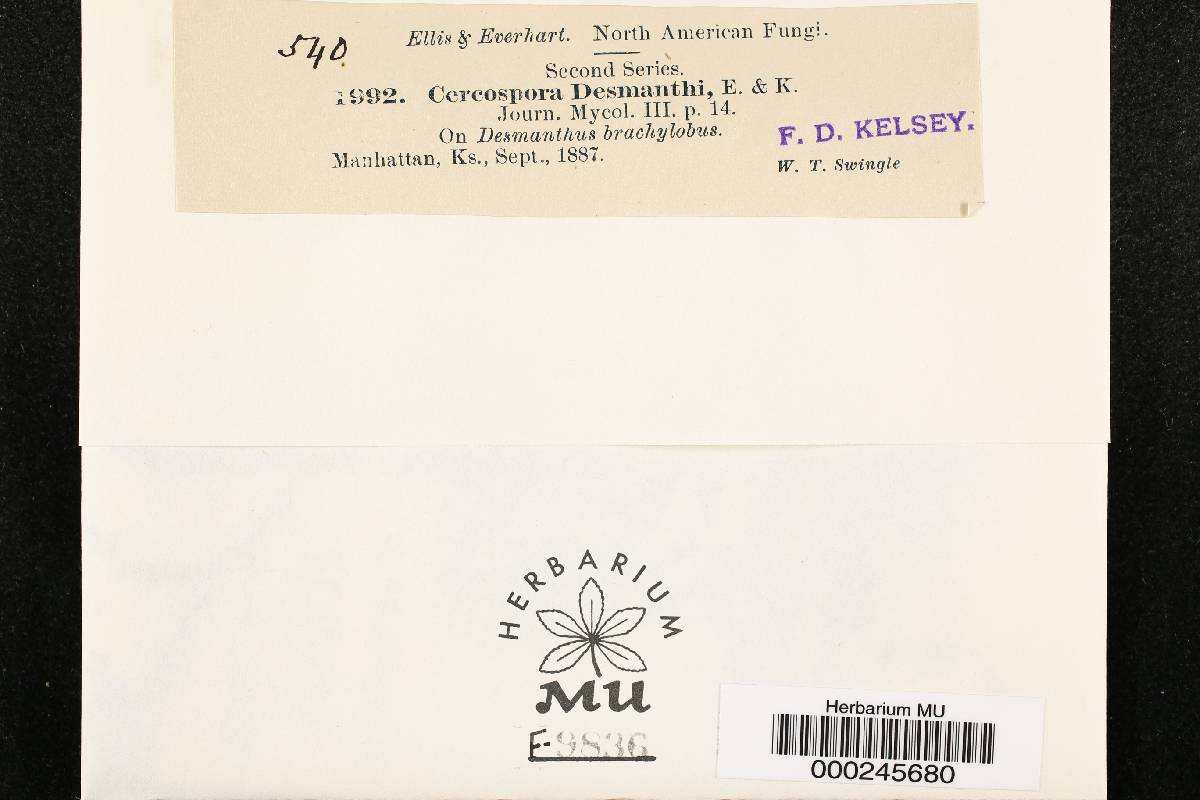 540
Ellis & Everhart. North American Fungi.
Second Series.
1992. Cercospora Desmanthi, E. & K.
Journ. Mycol. III. p. 14.
On Desmanthus brachylobus.
Manhattan, Ks., Sept., 1887.
F. D. KELSEY.
W. T. Swingle
HERBARIUM
MU
F-9836
Herbarium MU
000245680